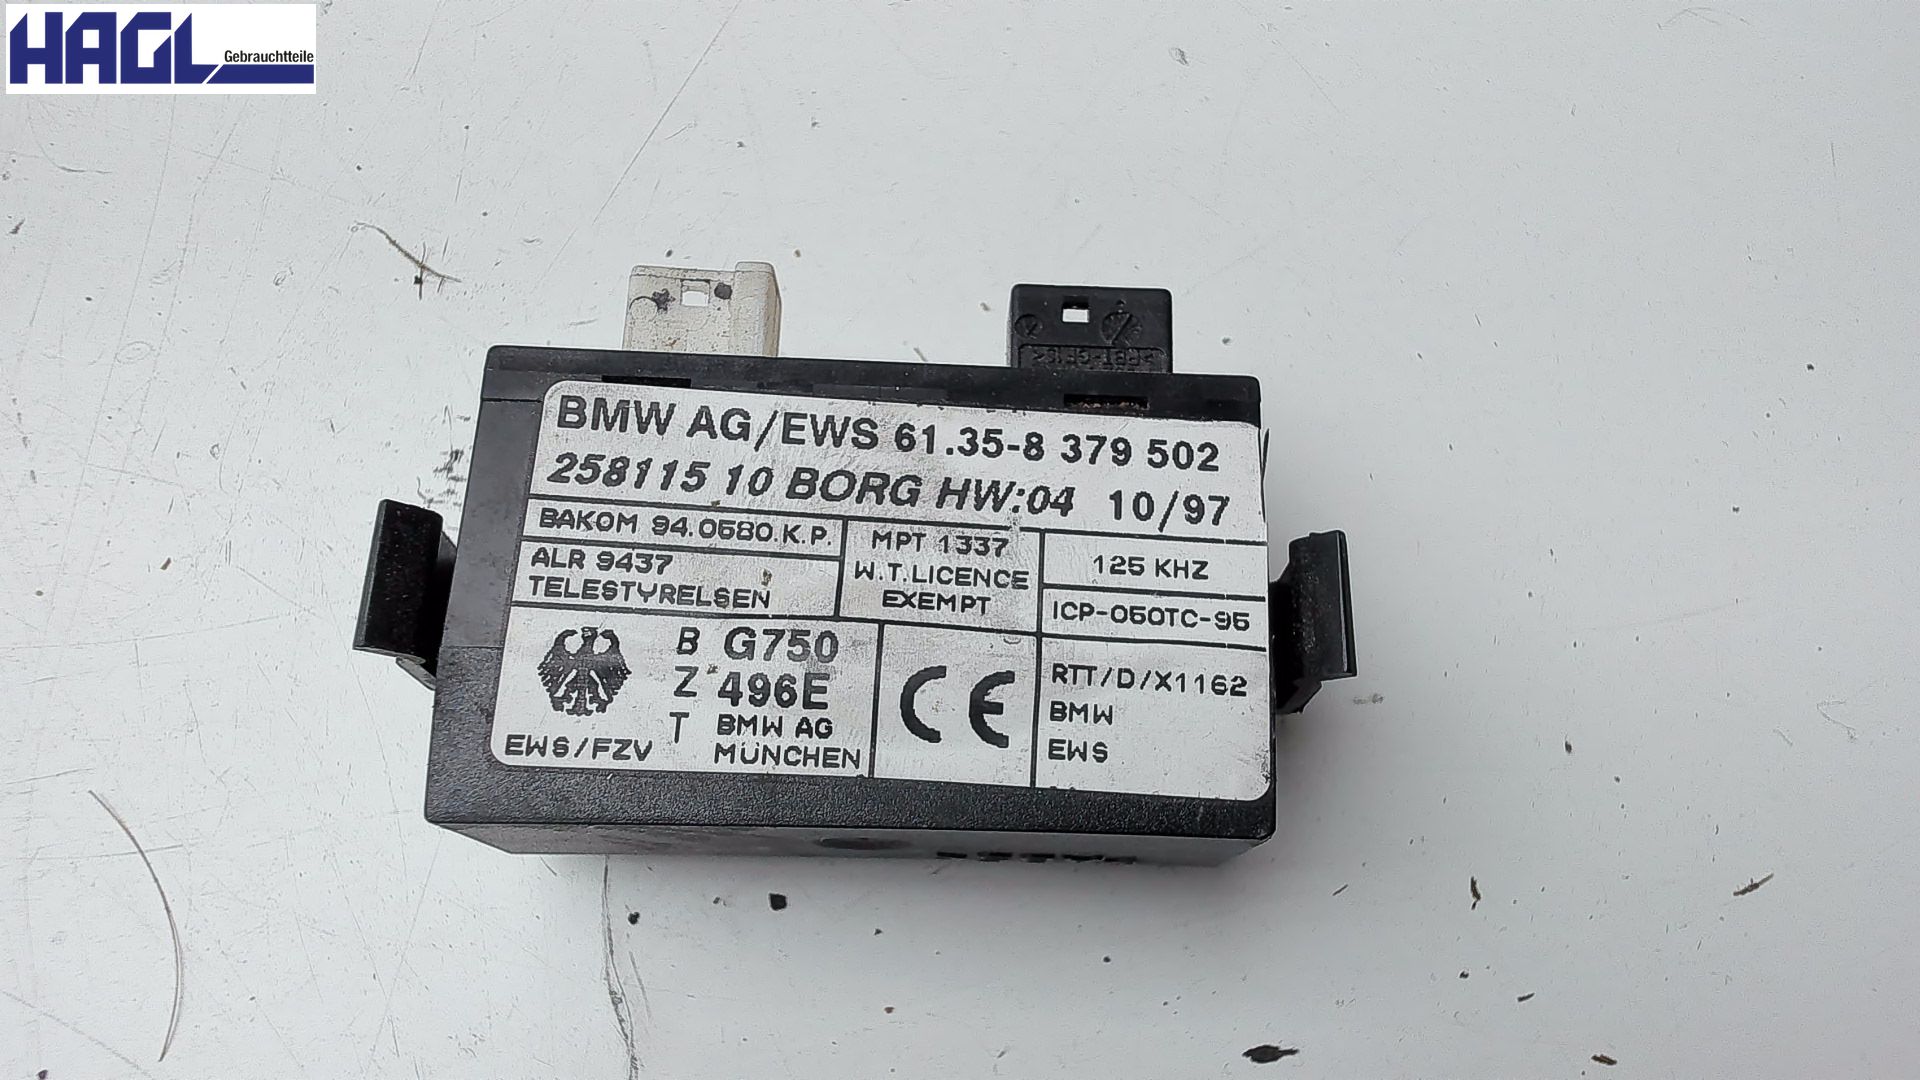 HAGL
Gebrauchtteile
BMW AG/EWS 61.35-8 379 502
258115 10 BORG HW:04 10/97
BAKOM 94.0580.K.P.
ALR 9437
TELESTYRELSEN
MPT 1337
W.T.LICENCE
EXEMPT
125 KHZ
ICP-050TC-95
B G750
Z 496E
T BMW AG
MÜNCHEN
EWS/FZV
CE
RTT/D/X1162
BMW
EWS